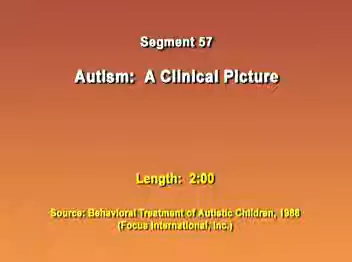 Segment 57
Autism: A Clinical Picture
Length: 2:00
Source: Behavioral Treatment of Autistic Children, 1988
(Focus International, Inc.)